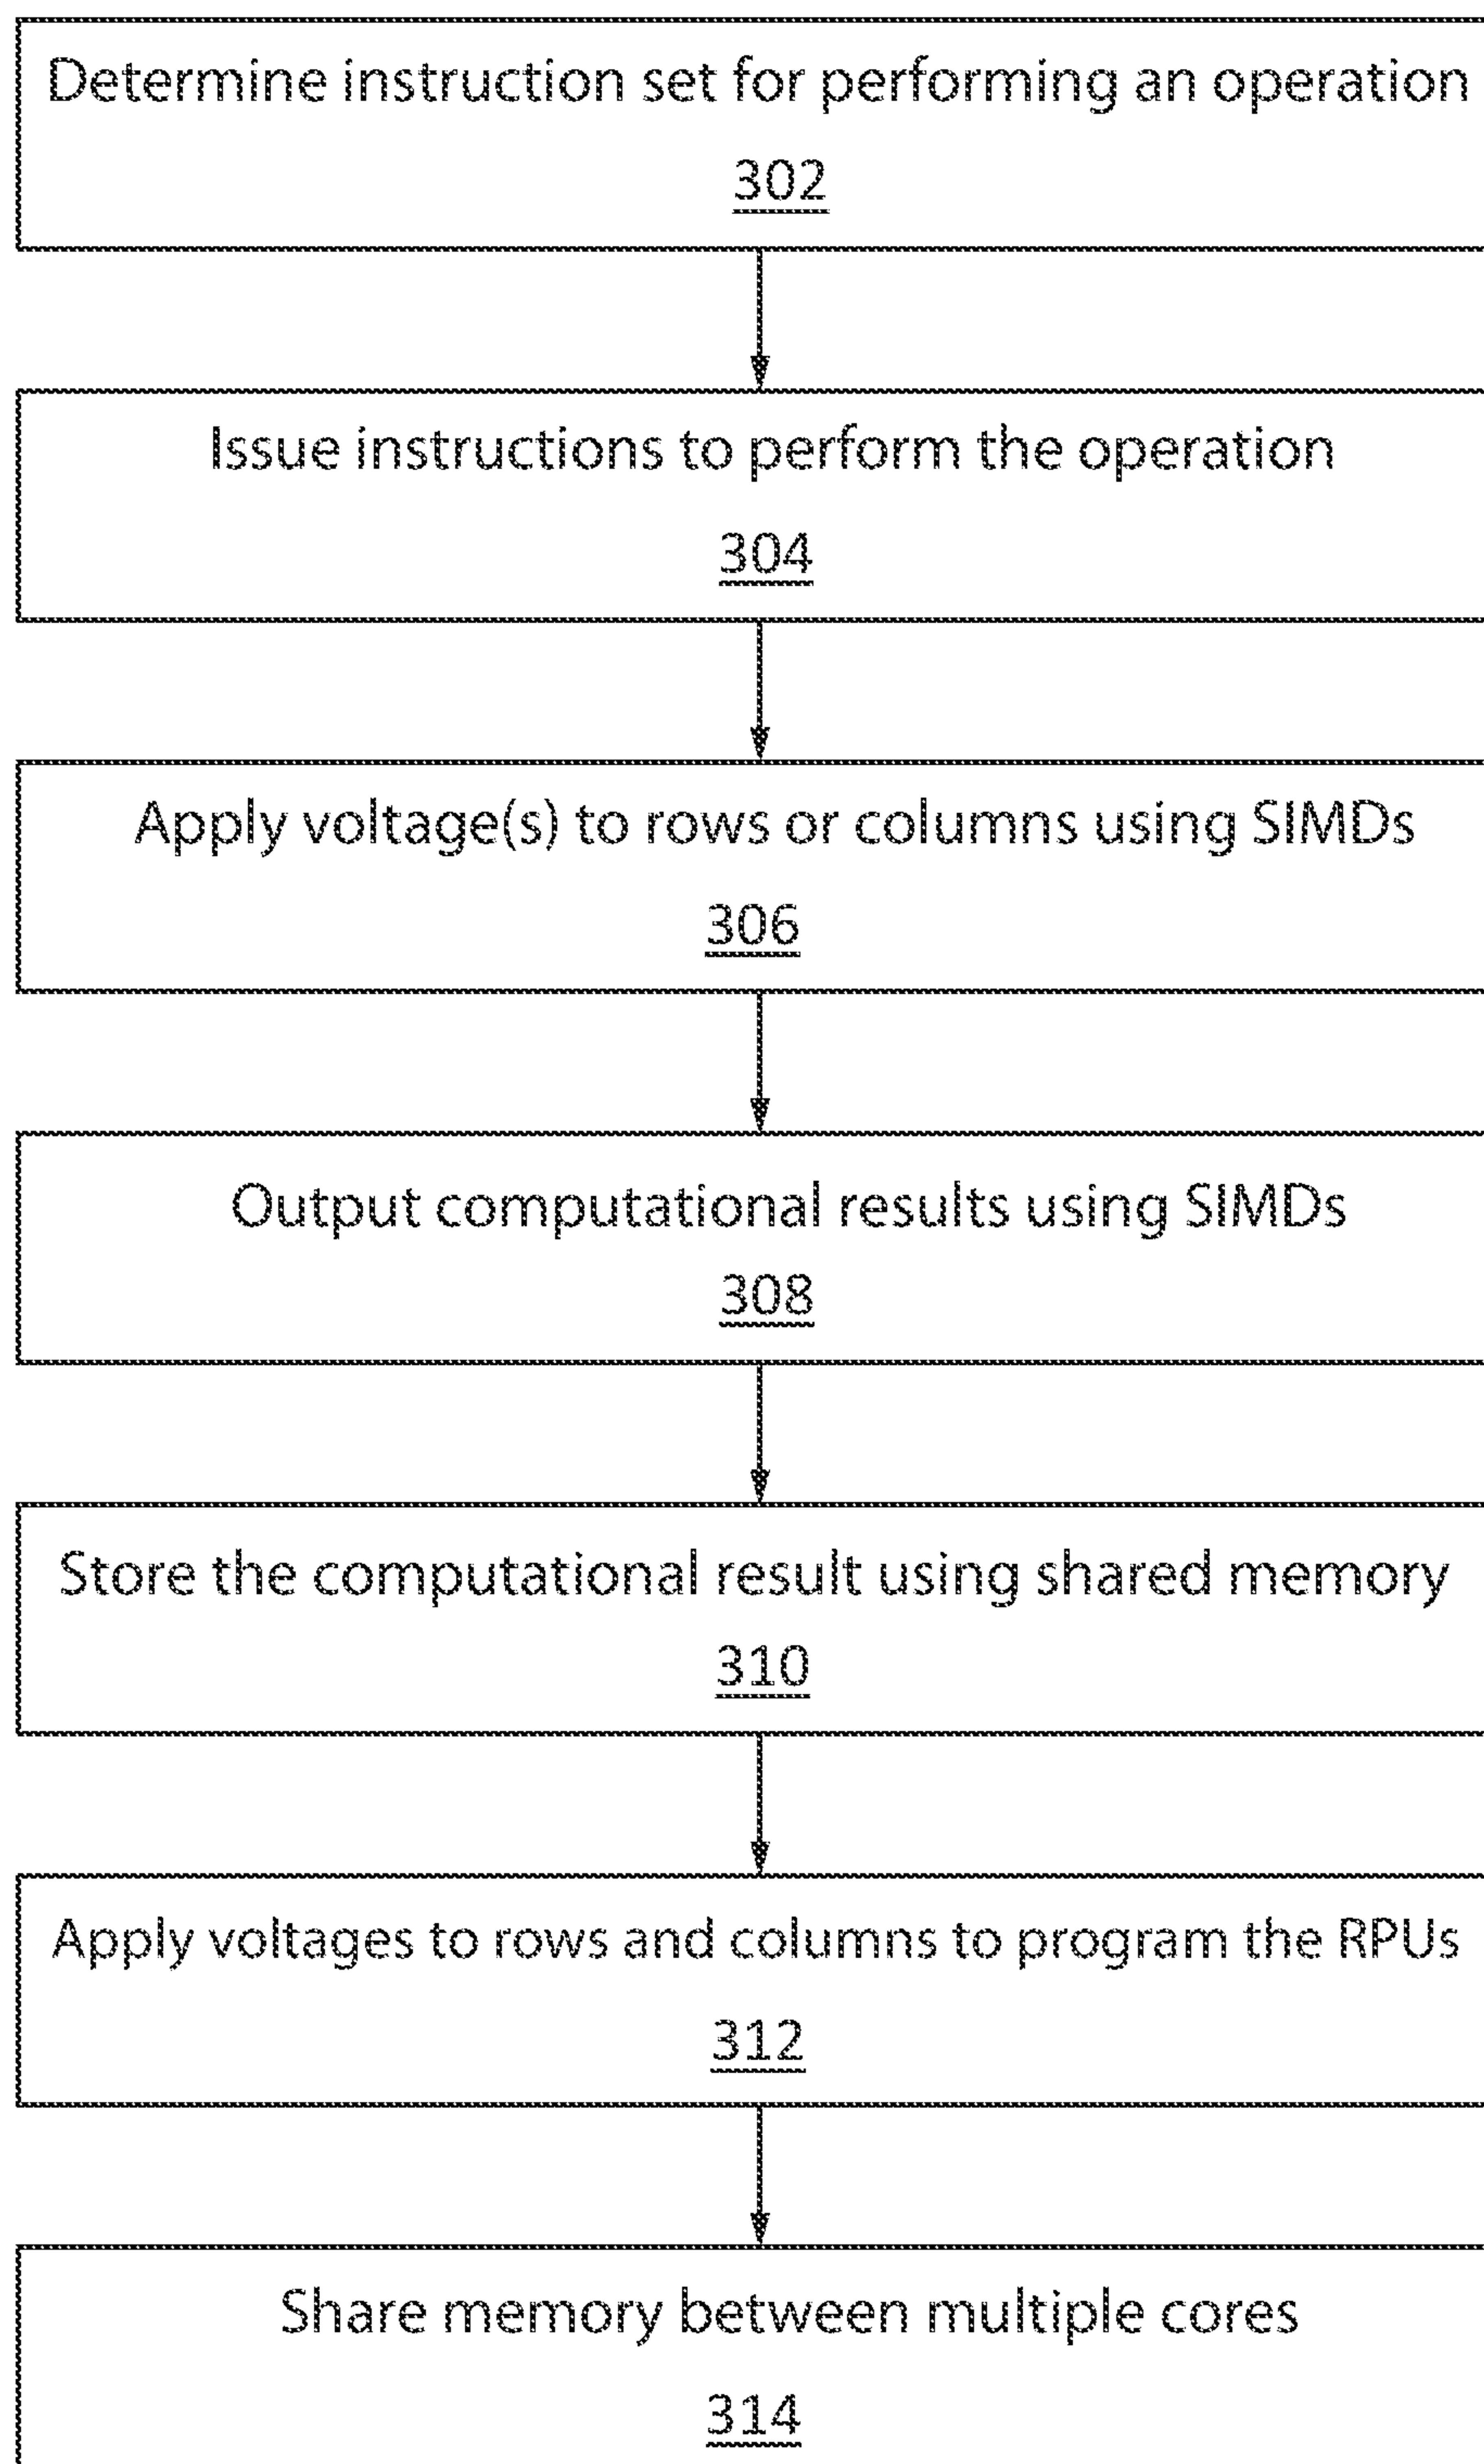 Determine instruction set for performing an operation
302
Issue instructions to perform the operation
304
Apply voltage(s) to rows or columns using SIMDs
306
Output computational results using SIMDs
308
Store the computational result using shared memory
310
Apply voltages to rows and columns to program the RPUs
312
Share memory between multiple cores
314